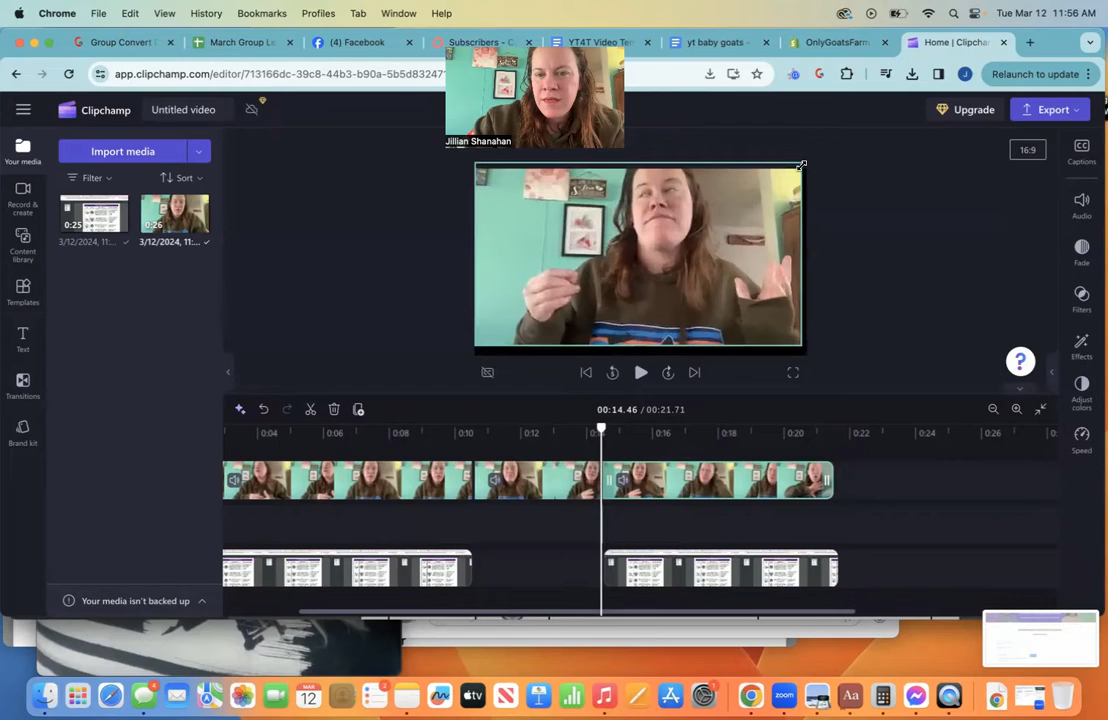 Chrome File Edit View History Bookmarks Profiles Tab Window Help Tue Mar 12 11:56 AM
Group Convert March Group Le (4) Facebook Subscribers - C YT4T Video Ten yt baby goats - OnlyGoatsFarm Home | Clipcha
app.clipchamp.com/editor/713166dc-39c8-44b3-b90a-5b5d83247 J Relaunch to update
Clipchamp Untitled video Upgrade Export
Jillian Shanahan
Your media
Import media
16:9
Captions
Filter Sort
Record & create
0:25 0:26
3/12/2024, 11:... 3/12/2024, 11:...
Audio
Content library
Fade
Templates
Filters
Text
Effects
Transitions
Adjust colors
Brand kit
Speed
00:14.46 / 00:21.71
0:04 0:06 0:08 0:10 0:12 0:16 0:18 0:20 0:22 0:24 0:26
Your media isn't backed up
MAR 12
zoom
Aa